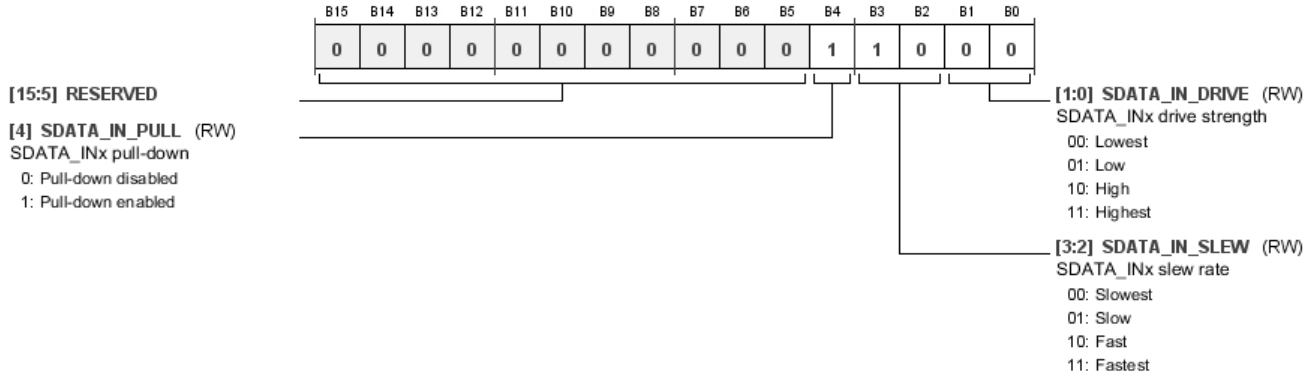 B15 B14 B13 B12 B11 B10 B9 B8 B7 B6 B5 B4 B3 B2 B1 B0
0 0 0 0 0 0 0 0 0 0 0 1 1 0 0 0
[15:5] RESERVED
[4] SDATA_IN_PULL (RW)
SDATA_INx pull-down
0: Pull-down disabled
1: Pull-down enabled
[1:0] SDATA_IN_DRIVE (RW)
SDATA_INx drive strength
00: Lowest
01: Low
10: High
11: Highest
[3:2] SDATA_IN_SLEW (RW)
SDATA_INx slew rate
00: Slowest
01: Slow
10: Fast
11: Fastest